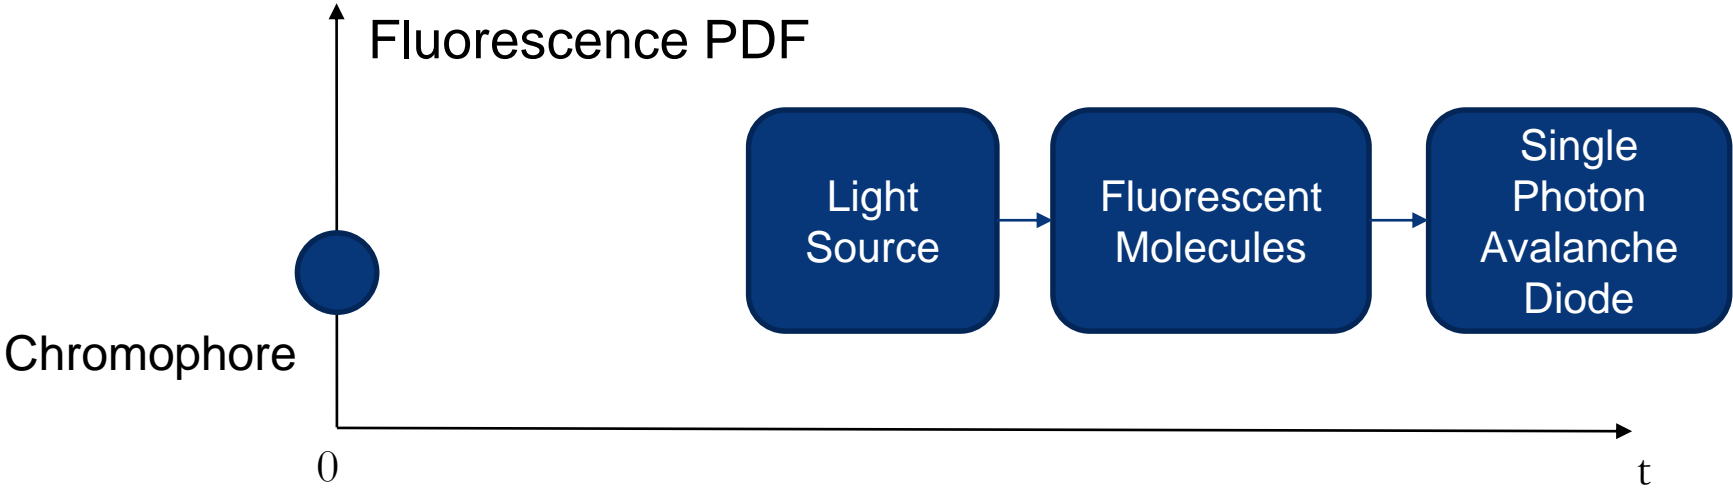 Fluorescence PDF
Light
Source
Fluorescent
Molecules
Single
Photon
Avalanche
Diode
Chromophore
0
t